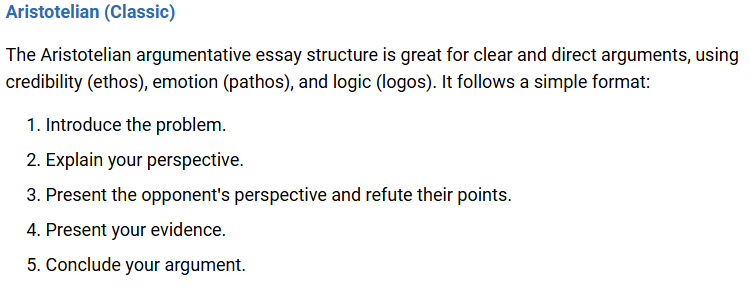 Aristotelian (Classic)
The Aristotelian argumentative essay structure is great for clear and direct arguments, using
credibility (ethos), emotion (pathos), and logic (logos). It follows a simple format:
1. Introduce the problem.
2. Explain your perspective.
3. Present the opponent's perspective and refute their points.
4. Present your evidence.
5. Conclude your argument.